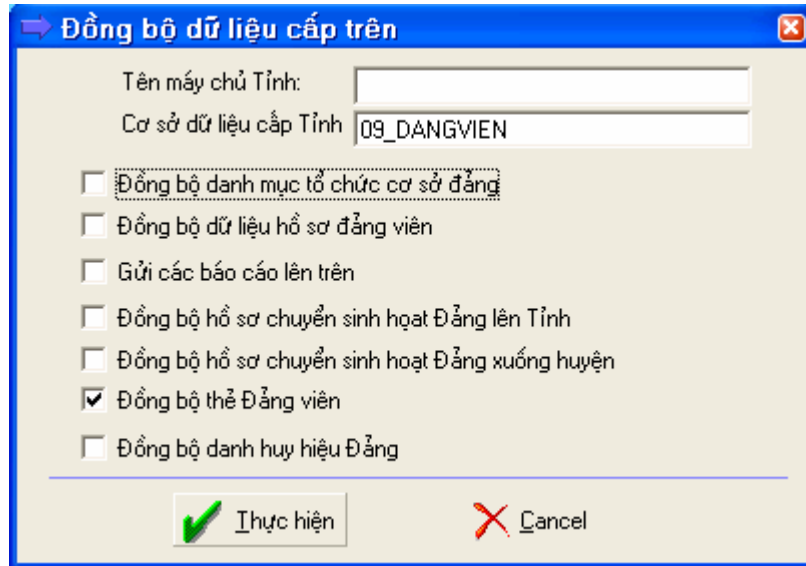 Đồng bộ dữ liệu cấp trên
Tên máy chủ Tỉnh:
Cơ sở dữ liệu cấp Tỉnh 09_DANGVIEN
Đồng bộ danh mục tổ chức cơ sở đảng
Đồng bộ dữ liệu hồ sơ đảng viên
Gửi các báo cáo lên trên
Đồng bộ hồ sơ chuyển sinh họat Đảng lên Tỉnh
Đồng bộ hồ sơ chuyển sinh hoạt Đảng xuống huyện
Đồng bộ thẻ Đảng viên
Đồng bộ danh huy hiệu Đảng
Thực hiện Cancel